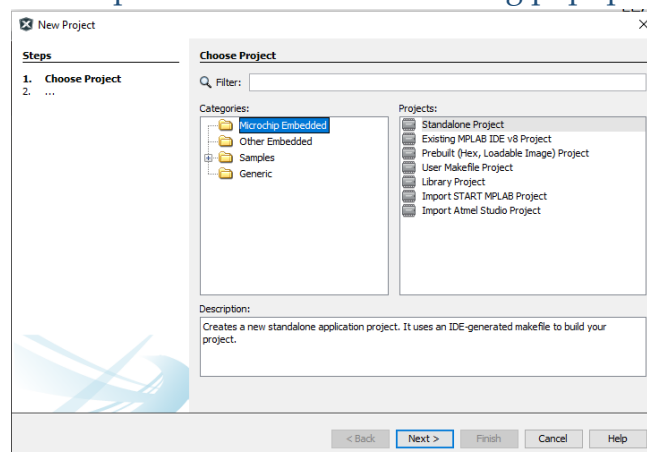 New Project
Steps
1. Choose Project
2. ...
Choose Project
Filter:
Categories:
Microchip Embedded
Other Embedded
Samples
Generic
Projects:
Standalone Project
Existing MPLAB IDE v8 Project
Prebuilt (Hex, Loadable Image) Project
User Makefile Project
Library Project
Import START MPLAB Project
Import Atmel Studio Project
Description:
Creates a new standalone application project. It uses an IDE-generated makefile to build your
project.
< Back
Next >
Finish
Cancel
Help